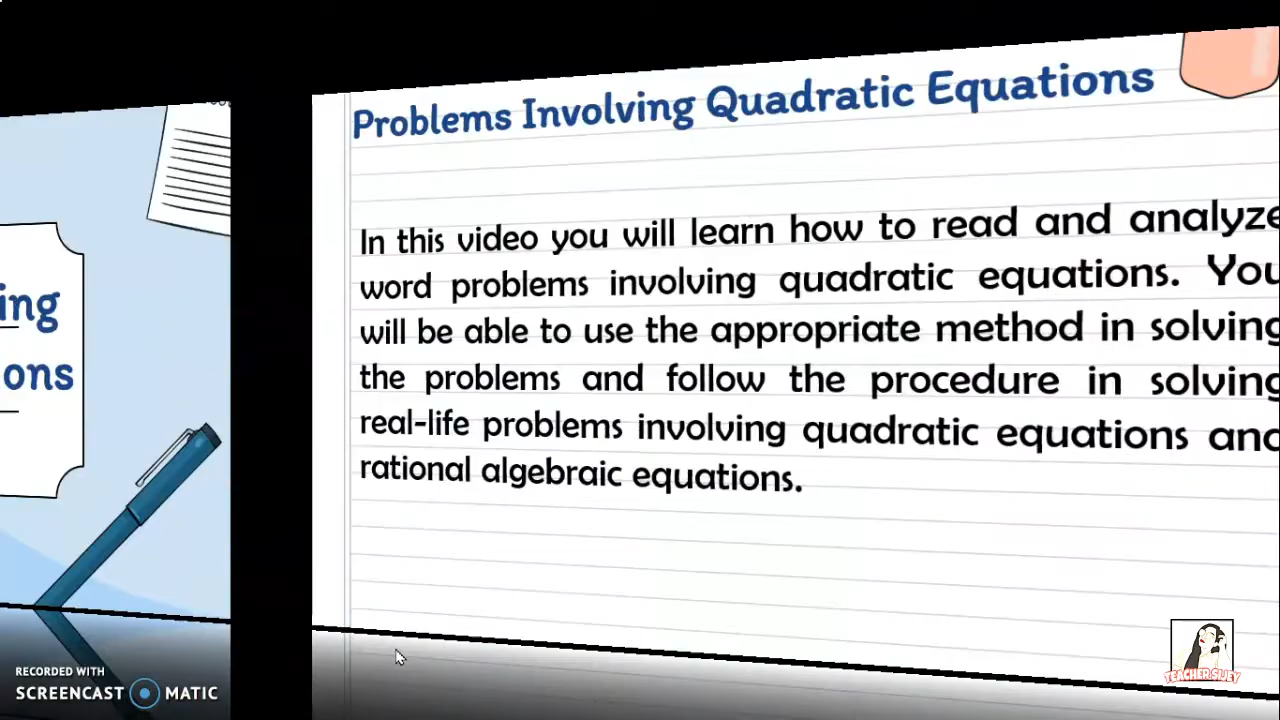 Problems Involving Quadratic Equations
In this video you will learn how to read and analyze
word problems involving quadratic equations. You
will be able to use the appropriate method in solving
the problems and follow the procedure in solving
real-life problems involving quadratic equations and
rational algebraic equations.
ing
ons
RECORDED WITH
SCREENCAST MATIC
TEACHER SIJEY